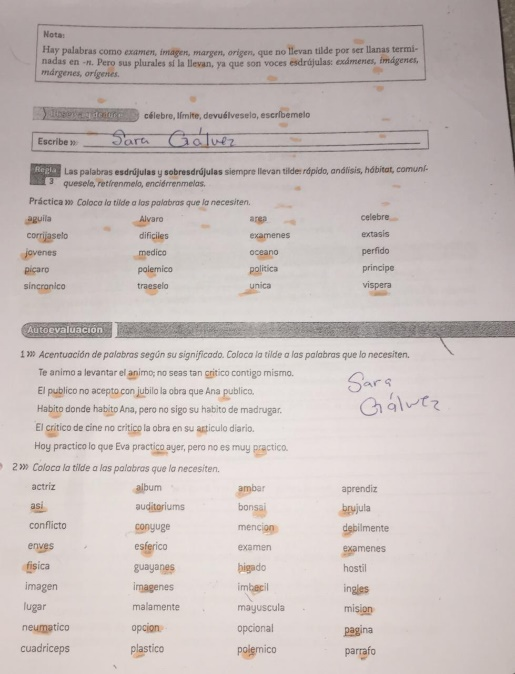 Nota:
Hay palabras como examen, imagen, margen, origen, que no llevan tilde por ser llanas termi-
nadas en -n. Pero sus plurales sí la llevan, ya que son voces esdrújulas: exámenes, imágenes,
márgenes, orígenes.
célebre, límite, devuélveselo, escríbemelo
Escribe » Sara Gálvez
Regla 3 Las palabras esdrújulas y sobresdrújulas siempre llevan tilde: rápido, análisis, hábitat, comuní-
quesele, retírenmelo, enciérrenmelas.
Práctica »» Coloca la tilde a las palabras que la necesiten.
aguila Alvaro area celebre
corrijaselo dificiles examenes extasis
jovenes medico oceano perfido
picaro polemico politica principe
sincronico traeselo unica vispera
Autoevaluación
1 »» Acentuación de palabras según su significado. Coloca la tilde a las palabras que la necesiten.
Te animo a levantar el animo; no seas tan critico contigo mismo.
El publico no acepto con jubilo la obra que Ana publico.
Habito donde habito Ana, pero no sigo su habito de madrugar.
El critico de cine no critico la obra en su articulo diario.
Hoy practico lo que Eva practico ayer, pero no es muy practico.
Sara
Gálvez
2 »» Coloca la tilde a las palabras que la necesiten.
actriz album ambar aprendiz
asi auditoriums bonsai brujula
conflicto conyuge mencion debilmente
enves esferico examen examenes
fisica guayanes higado hostil
imagen imagenes imbecil ingles
lugar malamente mayuscula mision
neumatico opcion opcional pagina
cuadriceps plastico polemico parrafo